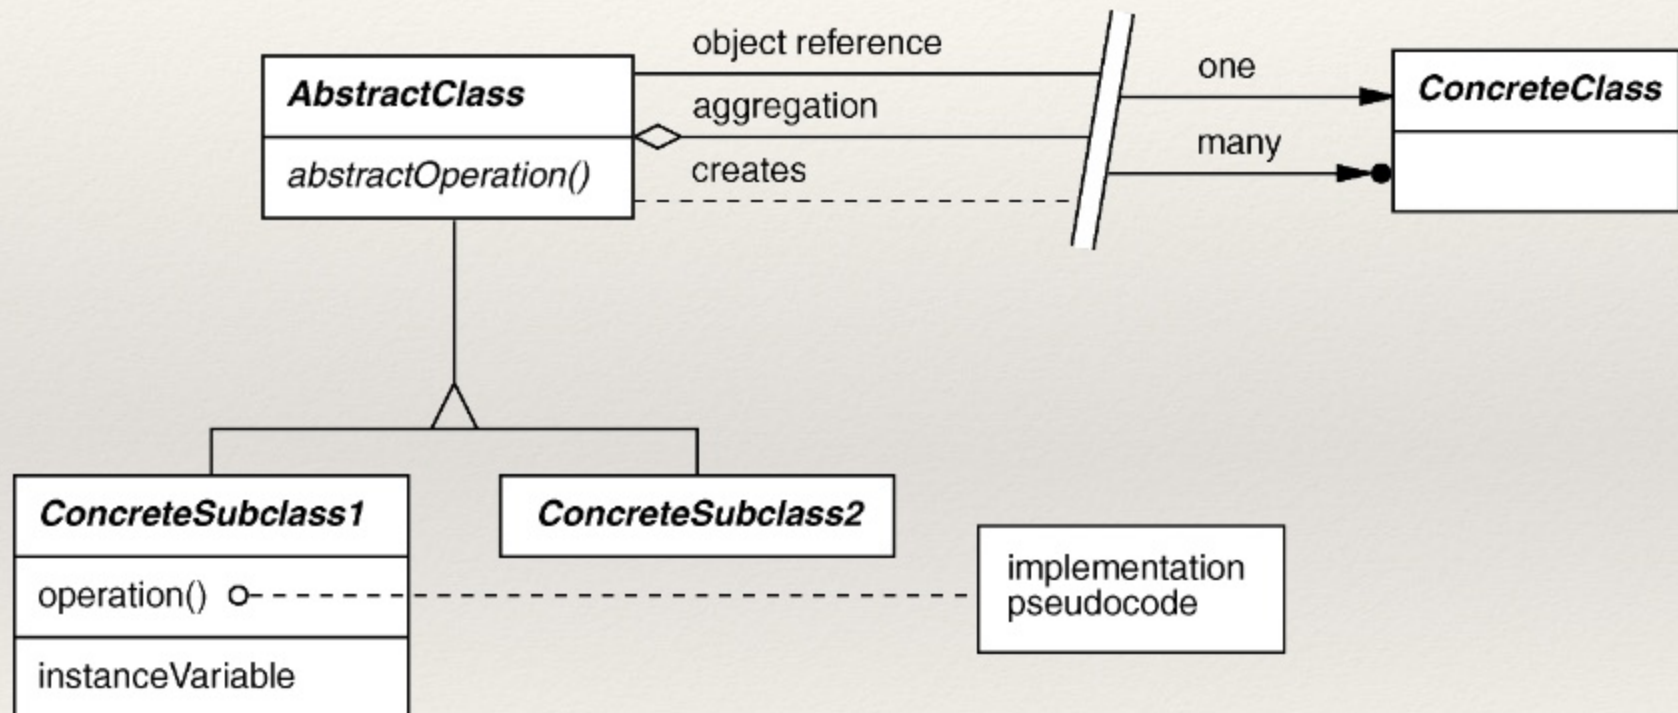 object reference
one
AbstractClass
ConcreteClass
aggregation
many
abstractOperation()
creates
ConcreteSubclass1
ConcreteSubclass2
implementation
pseudocode
operation()
instanceVariable